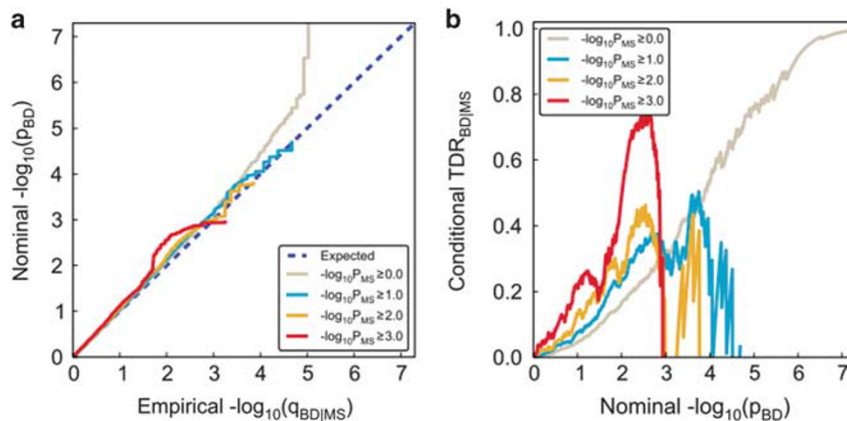 a
Nominal -log10(pBD)
7
6
5
4
3
2
1
0
0 1 2 3 4 5 6 7
Empirical -log10(qBD|MS)
Expected
-log10PMS≥0.0
-log10PMS≥1.0
-log10PMS≥2.0
-log10PMS≥3.0
b
Conditional TDRBD|MS
1.0
0.8
0.6
0.4
0.2
0.0
0 1 2 3 4 5 6 7
Nominal -log10(pBD)
-log10PMS≥0.0
-log10PMS≥1.0
-log10PMS≥2.0
-log10PMS≥3.0